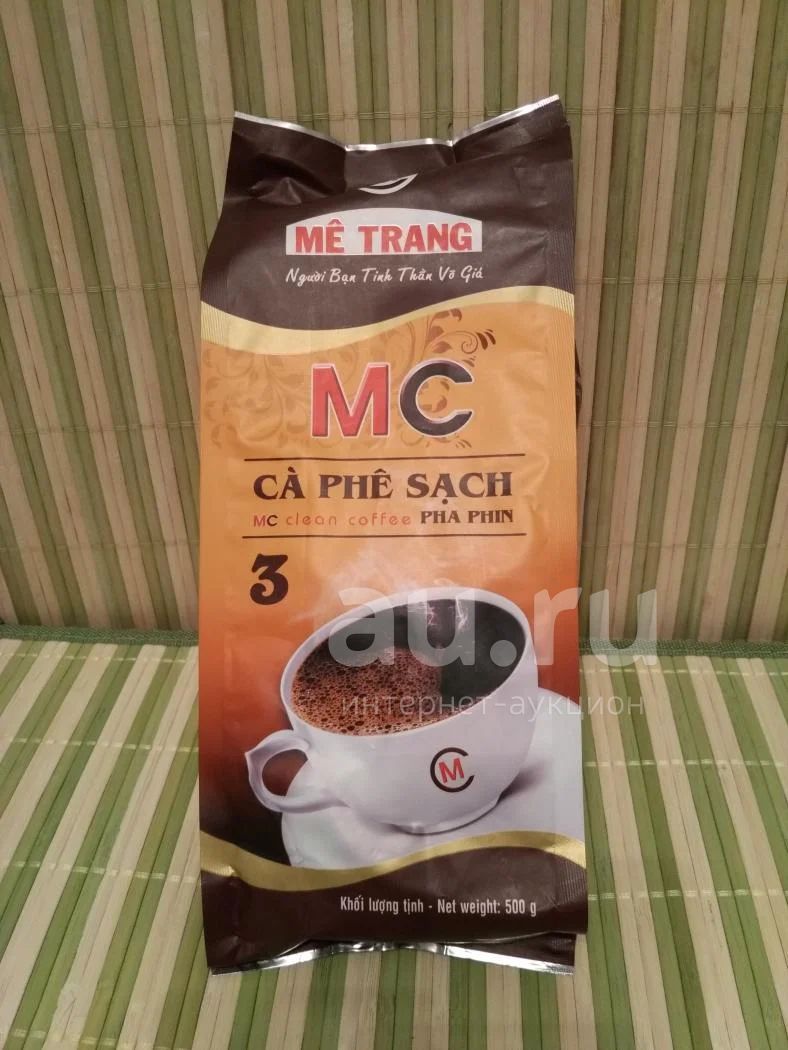 MÊ TRANG
Người Bạn Tinh Thần Vô Giá
MC
CÀ PHÊ SẠCH
MC clean coffee PHA PHIN
3
au.ru
интернет-аукцион
MC
Khối lượng tịnh - Net weight: 500 g